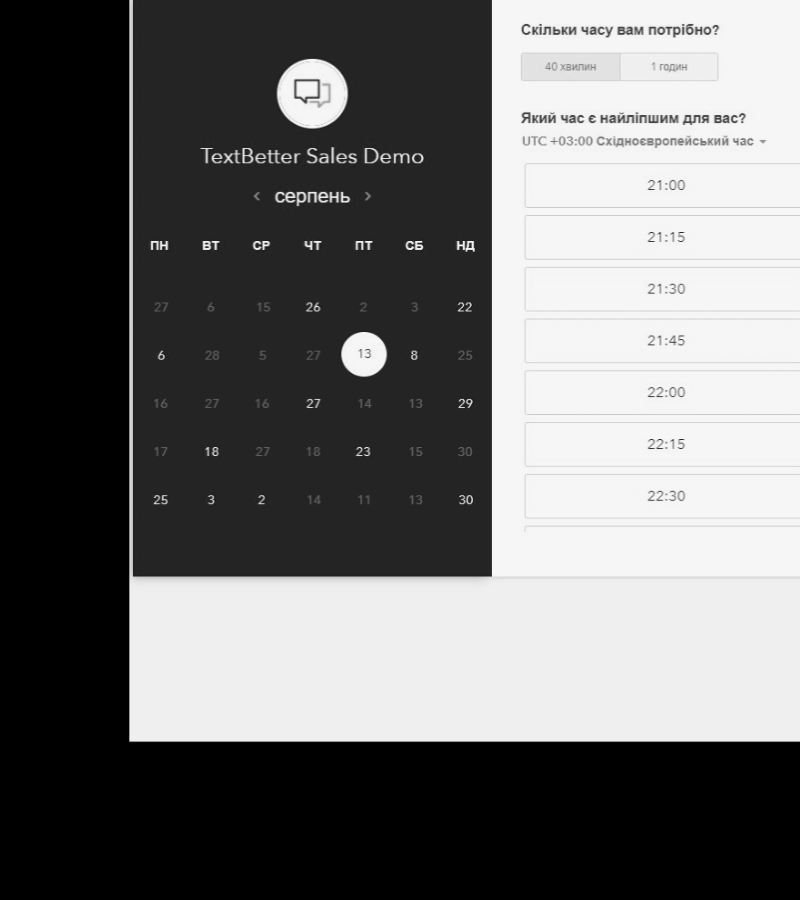 TextBetter Sales Demo
‹ серпень ›
ПН ВТ СР ЧТ ПТ СБ НД
27 6 15 26 2 3 22
6 28 5 27 13 8 25
16 27 16 27 14 13 29
17 18 27 18 23 15 30
25 3 2 14 11 13 30
Скільки часу вам потрібно?
40 хвилин 1 годин
Який час є найліпшим для вас?
UTC +03:00 Східноєвропейський час
21:00
21:15
21:30
21:45
22:00
22:15
22:30